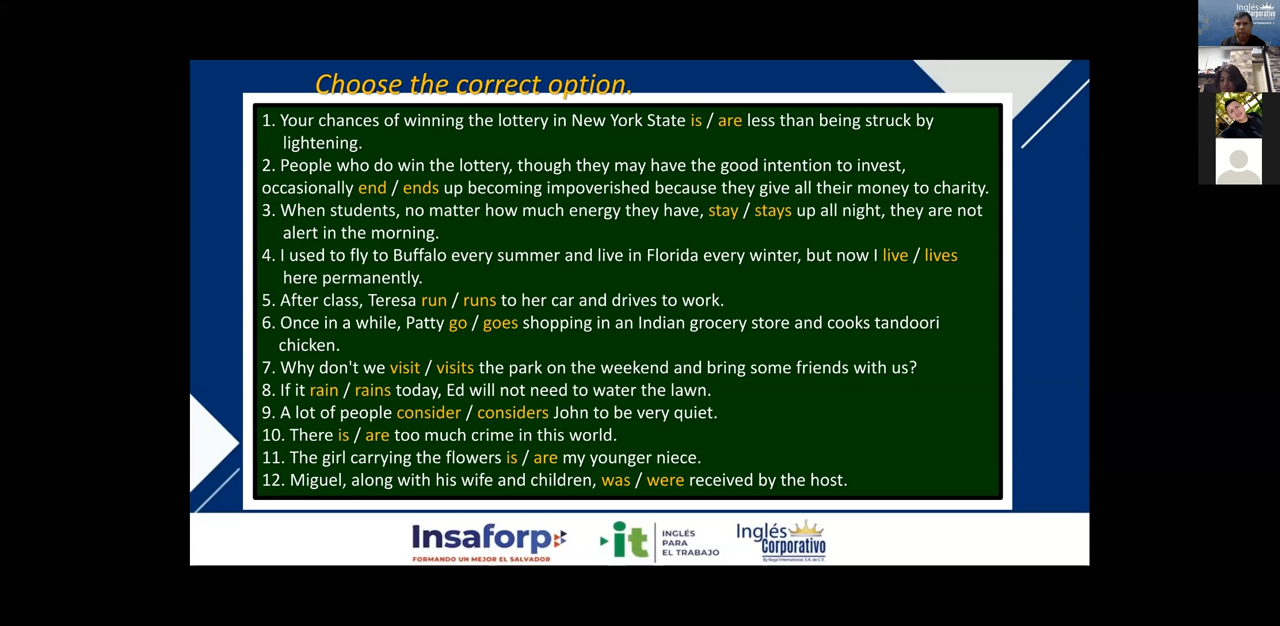 Inglés
Corporativo
Choose the correct option.
1. Your chances of winning the lottery in New York State is / are less than being struck by
lightening.
2. People who do win the lottery, though they may have the good intention to invest,
occasionally end / ends up becoming impoverished because they give all their money to charity.
3. When students, no matter how much energy they have, stay / stays up all night, they are not
alert in the morning.
4. I used to fly to Buffalo every summer and live in Florida every winter, but now I live / lives
here permanently.
5. After class, Teresa run / runs to her car and drives to work.
6. Once in a while, Patty go / goes shopping in an Indian grocery store and cooks tandoori
chicken.
7. Why don't we visit / visits the park on the weekend and bring some friends with us?
8. If it rain / rains today, Ed will not need to water the lawn.
9. A lot of people consider / considers John to be very quiet.
10. There is / are too much crime in this world.
11. The girl carrying the flowers is / are my younger niece.
12. Miguel, along with his wife and children, was / were received by the host.
Insaforp
FORMANDO UN MEJOR EL SALVADOR
it
INGLÉS
PARA
EL TRABAJO
Inglés
Corporativo
By Regal International, S.A. de C.V.